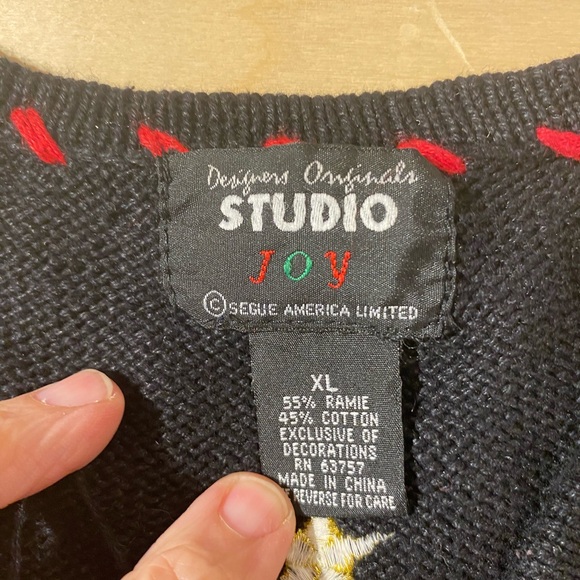 Designers Originals
STUDIO
JOY
© SEGUE AMERICA LIMITED
XL
55% RAMIE
45% COTTON
EXCLUSIVE OF
DECORATIONS
RN 63757
MADE IN CHINA
REVERSE FOR CARE